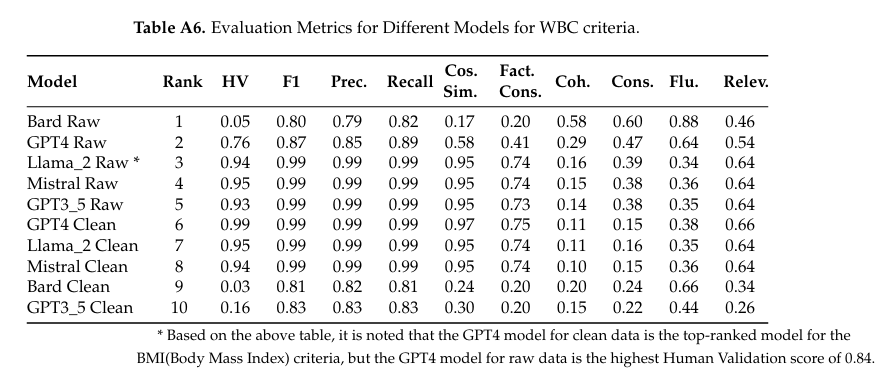 Table A6. Evaluation Metrics for Different Models for WBC criteria.
Model Rank HV F1 Prec. Recall Cos. Sim. Fact. Cons. Coh. Cons. Flu. Relev.
Bard Raw 1 0.05 0.80 0.79 0.82 0.17 0.20 0.58 0.60 0.88 0.46
GPT4 Raw 2 0.76 0.87 0.85 0.89 0.58 0.41 0.29 0.47 0.64 0.54
Llama_2 Raw * 3 0.94 0.99 0.99 0.99 0.95 0.74 0.16 0.39 0.34 0.64
Mistral Raw 4 0.95 0.99 0.99 0.99 0.95 0.74 0.15 0.38 0.36 0.64
GPT3_5 Raw 5 0.93 0.99 0.99 0.99 0.95 0.73 0.14 0.38 0.35 0.64
GPT4 Clean 6 0.99 0.99 0.99 0.99 0.97 0.75 0.11 0.15 0.38 0.66
Llama_2 Clean 7 0.95 0.99 0.99 0.99 0.95 0.74 0.11 0.16 0.35 0.64
Mistral Clean 8 0.94 0.99 0.99 0.99 0.95 0.74 0.10 0.15 0.36 0.64
Bard Clean 9 0.03 0.81 0.82 0.81 0.24 0.20 0.20 0.24 0.66 0.34
GPT3_5 Clean 10 0.16 0.83 0.83 0.83 0.30 0.20 0.15 0.22 0.44 0.26
* Based on the above table, it is noted that the GPT4 model for clean data is the top-ranked model for the
BMI(Body Mass Index) criteria, but the GPT4 model for raw data is the highest Human Validation score of 0.84.